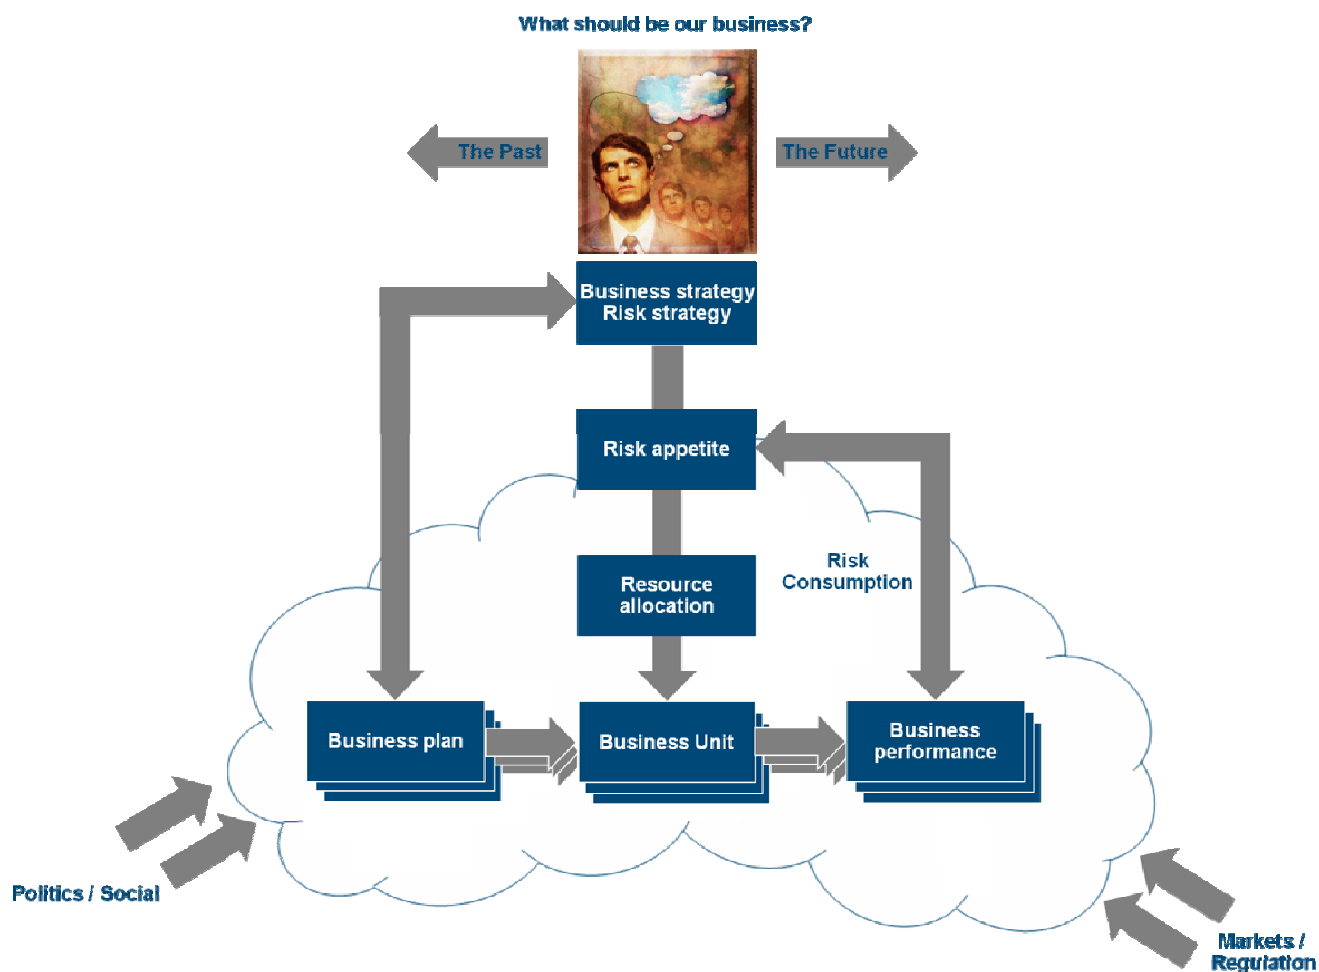 What should be our business?
The Past
The Future
Business strategy
Risk strategy
Risk appetite
Risk
Consumption
Resource
allocation
Business plan
Business Unit
Business
performance
Politics / Social
Markets /
Regulation